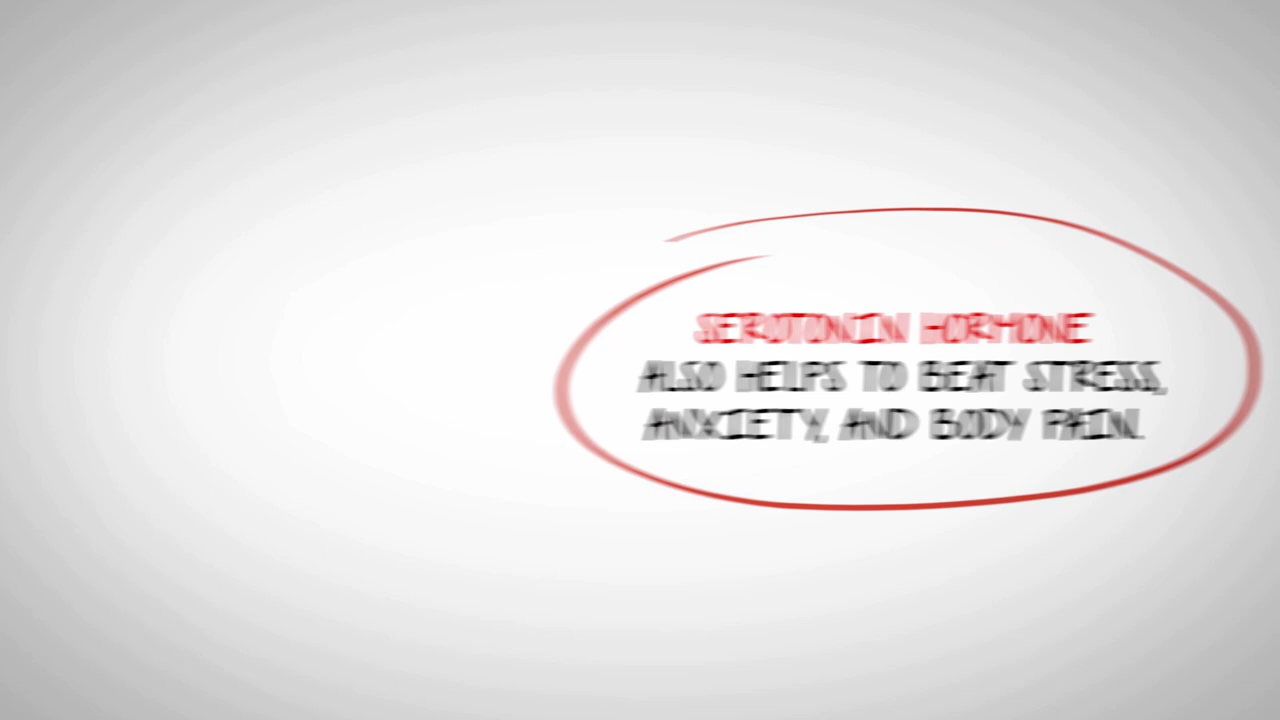 SEROTONIN HORMONE
ALSO HELPS TO BEAT STRESS,
ANXIETY, AND BODY PAIN.